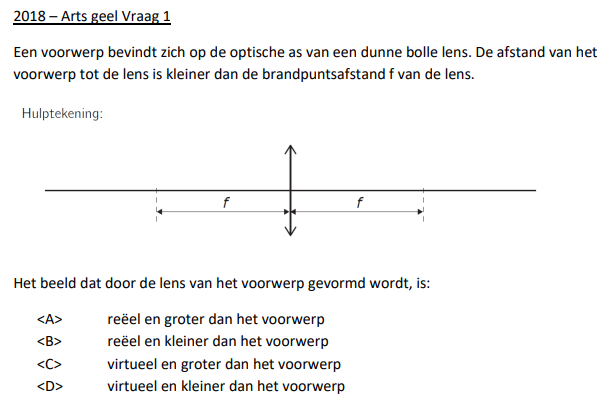 2018 – Arts geel Vraag 1
Een voorwerp bevindt zich op de optische as van een dunne bolle lens. De afstand van het
voorwerp tot de lens is kleiner dan de brandpuntsafstand f van de lens.
Hulptekening:
f f
Het beeld dat door de lens van het voorwerp gevormd wordt, is:
<A> reëel en groter dan het voorwerp
<B> reëel en kleiner dan het voorwerp
<C> virtueel en groter dan het voorwerp
<D> virtueel en kleiner dan het voorwerp